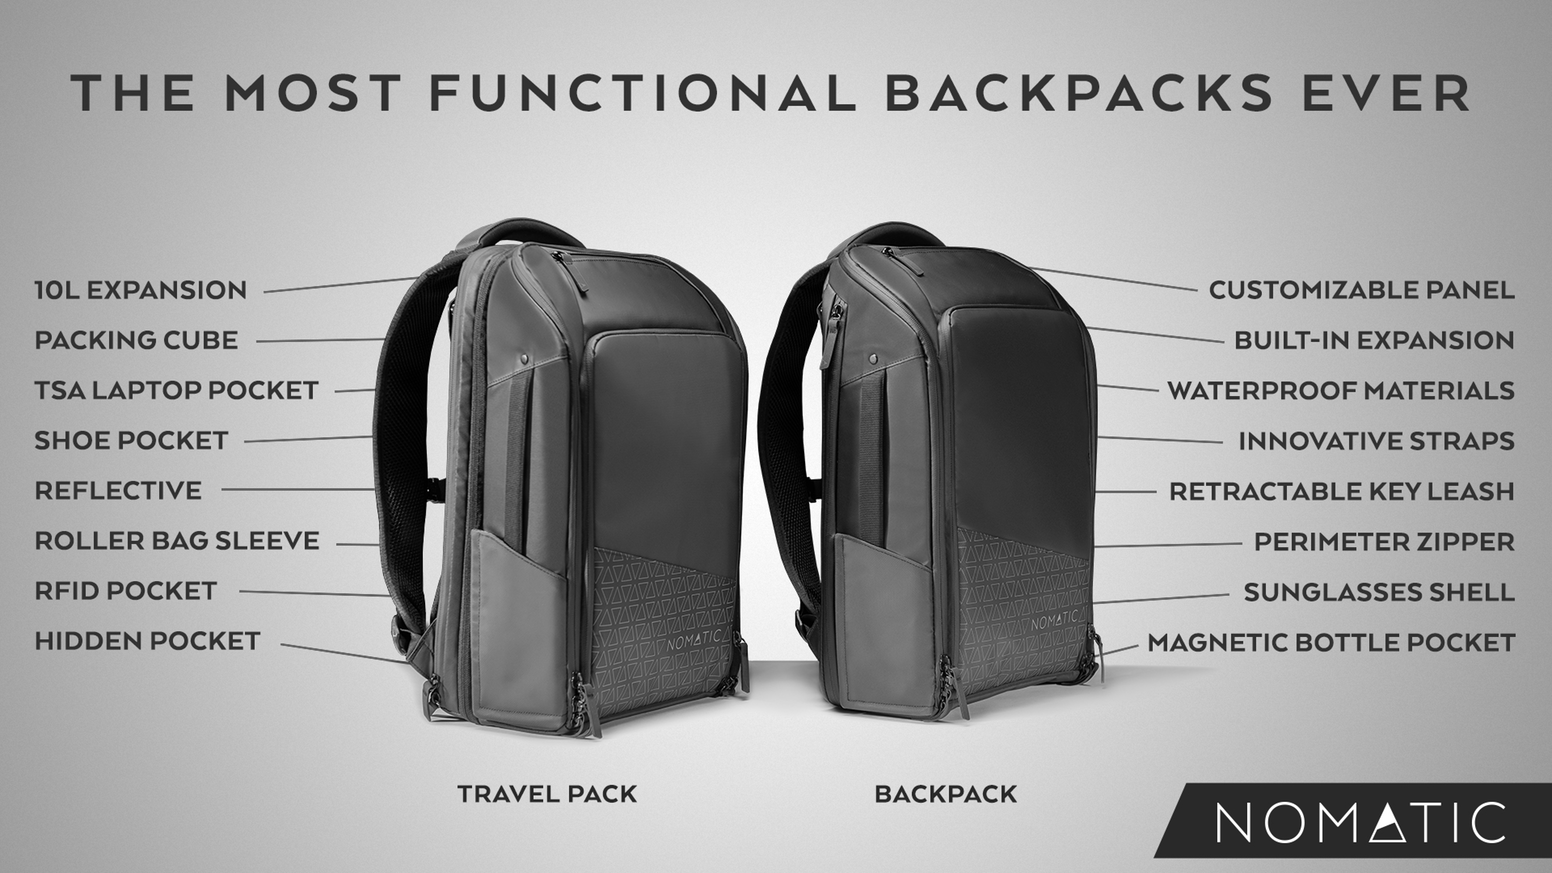 THE MOST FUNCTIONAL BACKPACKS EVER
10L EXPANSION
PACKING CUBE
TSA LAPTOP POCKET
SHOE POCKET
REFLECTIVE
ROLLER BAG SLEEVE
RFID POCKET
HIDDEN POCKET
CUSTOMIZABLE PANEL
BUILT-IN EXPANSION
WATERPROOF MATERIALS
INNOVATIVE STRAPS
RETRACTABLE KEY LEASH
PERIMETER ZIPPER
SUNGLASSES SHELL
MAGNETIC BOTTLE POCKET
NOMATIC
NOMATIC
TRAVEL PACK
BACKPACK
NOMATIC